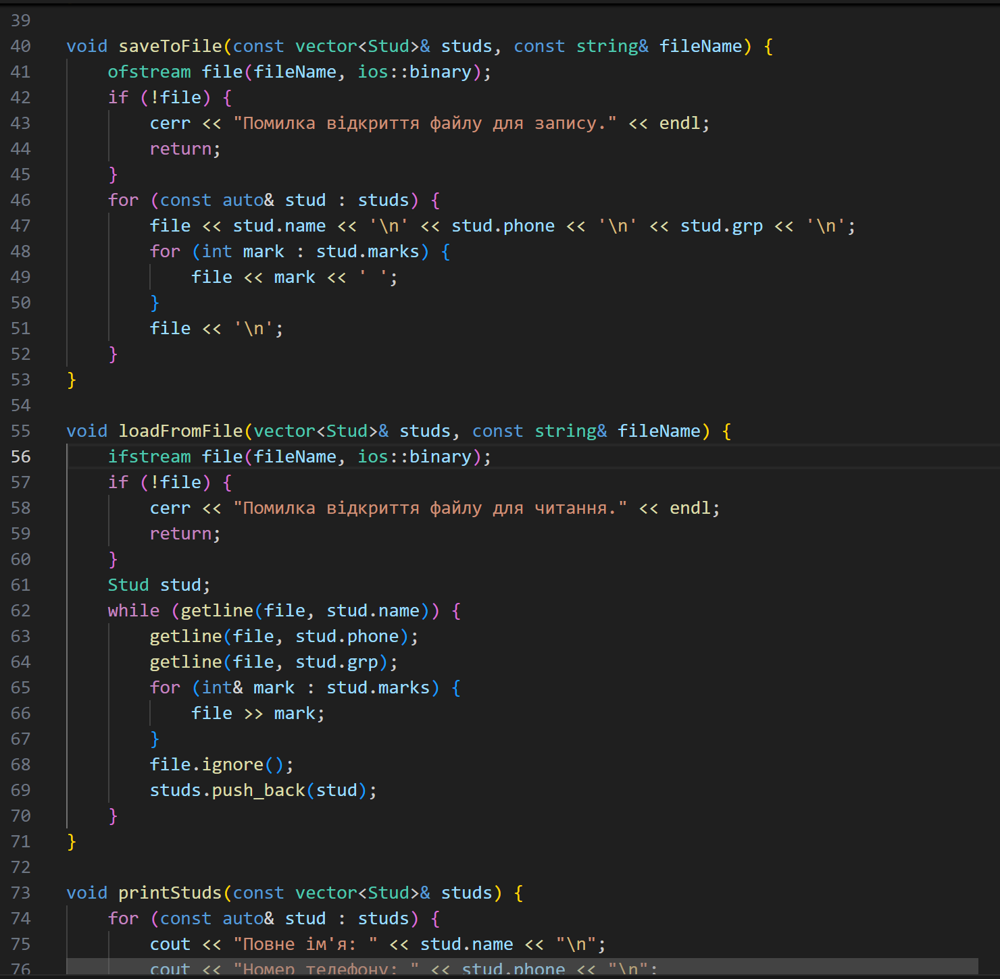 39
40 void saveToFile(const vector<Stud>& studs, const string& fileName) {
41     ofstream file(fileName, ios::binary);
42     if (!file) {
43         cerr << "Помилка відкриття файлу для запису." << endl;
44         return;
45     }
46     for (const auto& stud : studs) {
47         file << stud.name << '\n' << stud.phone << '\n' << stud.grp << '\n';
48         for (int mark : stud.marks) {
49             file << mark << ' ';
50         }
51         file << '\n';
52     }
53 }
54
55 void loadFromFile(vector<Stud>& studs, const string& fileName) {
56     ifstream file(fileName, ios::binary);
57     if (!file) {
58         cerr << "Помилка відкриття файлу для читання." << endl;
59         return;
60     }
61     Stud stud;
62     while (getline(file, stud.name)) {
63         getline(file, stud.phone);
64         getline(file, stud.grp);
65         for (int& mark : stud.marks) {
66             file >> mark;
67         }
68         file.ignore();
69         studs.push_back(stud);
70     }
71 }
72
73 void printStuds(const vector<Stud>& studs) {
74     for (const auto& stud : studs) {
75         cout << "Повне ім'я: " << stud.name << "\n";
76         cout << "Номер телефону: " << stud.phone << "\n";